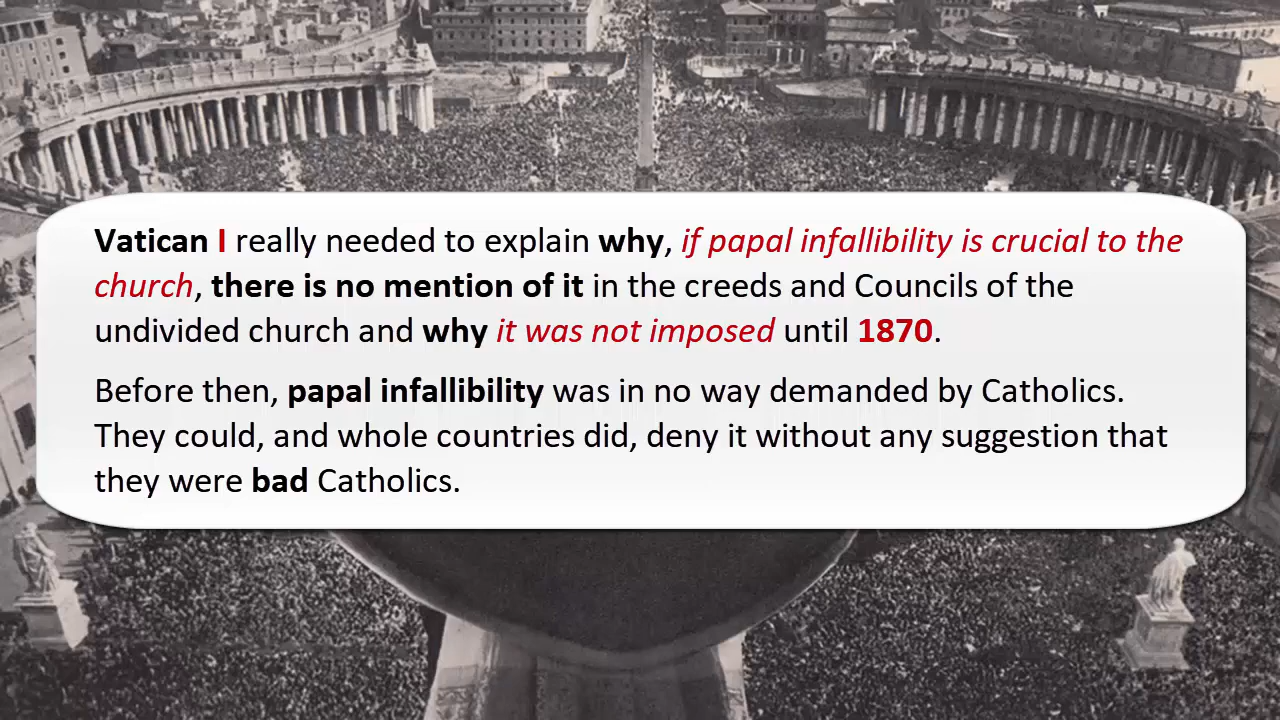 Vatican I really needed to explain why, if papal infallibility is crucial to the
church, there is no mention of it in the creeds and Councils of the
undivided church and why it was not imposed until 1870.
Before then, papal infallibility was in no way demanded by Catholics.
They could, and whole countries did, deny it without any suggestion that
they were bad Catholics.